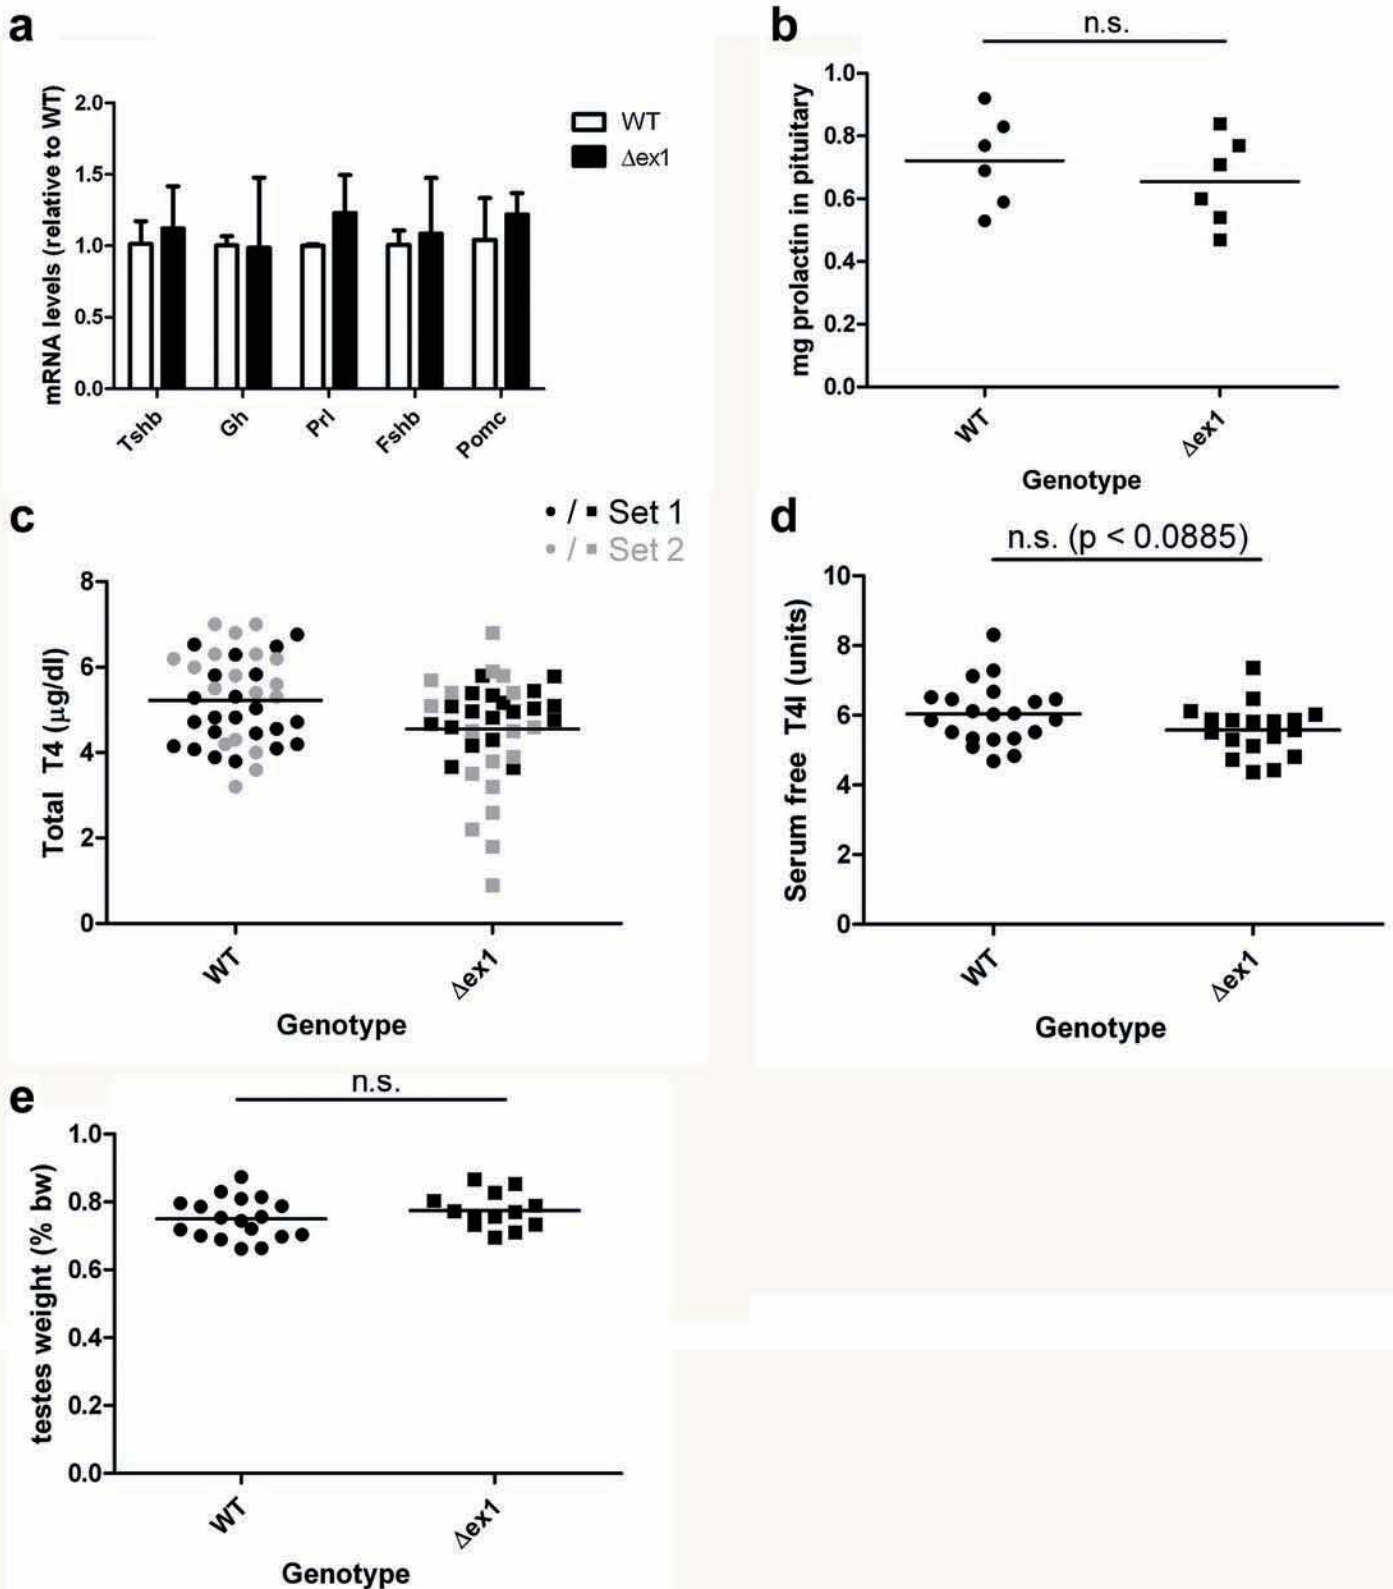 a
mRNA levels (relative to WT)
2.0
1.5
1.0
0.5
0.0
WT
Δex1
Tshb
Gh
Prl
Fshb
Pomc
b
n.s.
mg prolactin in pituitary
1.0
0.8
0.6
0.4
0.2
0.0
WT
Δex1
Genotype
c
● / ■ Set 1
● / ■ Set 2
Total T4 (µg/dl)
8
6
4
2
0
WT
Δex1
Genotype
d
n.s. (p < 0.0885)
Serum free T4I (units)
10
8
6
4
2
0
WT
Δex1
Genotype
e
n.s.
testes weight (% bw)
1.0
0.8
0.6
0.4
0.2
0.0
WT
Δex1
Genotype